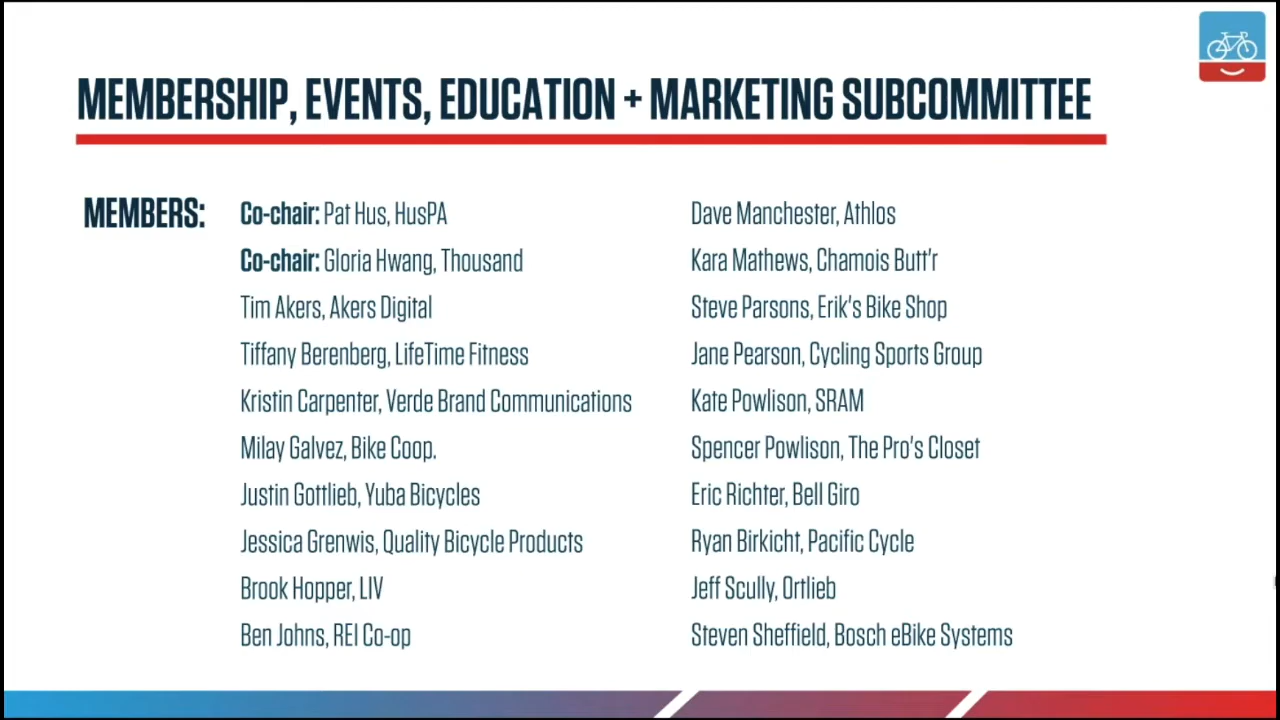 MEMBERSHIP, EVENTS, EDUCATION + MARKETING SUBCOMMITTEE
MEMBERS:
Co-chair: Pat Hus, HusPA
Co-chair: Gloria Hwang, Thousand
Tim Akers, Akers Digital
Tiffany Berenberg, LifeTime Fitness
Kristin Carpenter, Verde Brand Communications
Milay Galvez, Bike Coop.
Justin Gottlieb, Yuba Bicycles
Jessica Grenwis, Quality Bicycle Products
Brook Hopper, LIV
Ben Johns, REI Co-op
Dave Manchester, Athlos
Kara Mathews, Chamois Butt'r
Steve Parsons, Erik's Bike Shop
Jane Pearson, Cycling Sports Group
Kate Powlison, SRAM
Spencer Powlison, The Pro's Closet
Eric Richter, Bell Giro
Ryan Birkicht, Pacific Cycle
Jeff Scully, Ortlieb
Steven Sheffield, Bosch eBike Systems